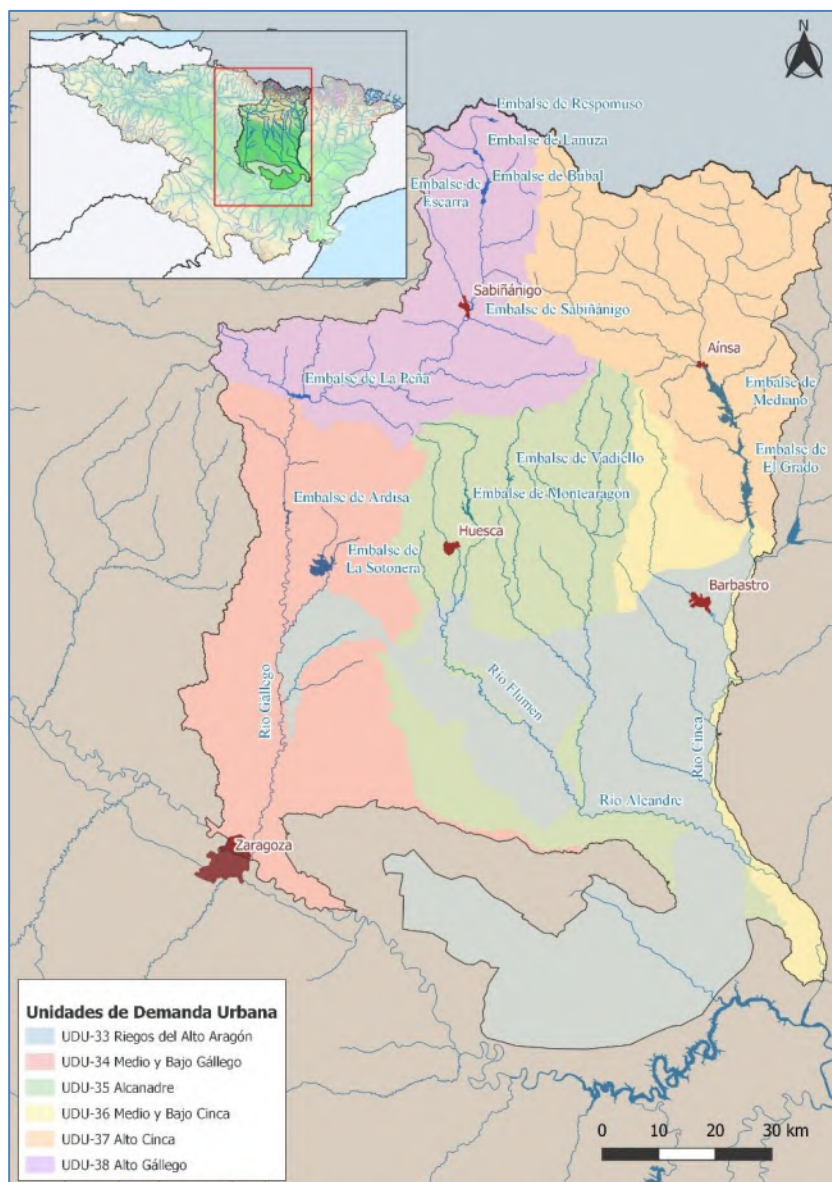 N
Embalse de Respomuso
Embalse de Lanuza
Embalse de Bubal
Embalse de
Escarra
Sabiñánigo
Embalse de Sabiñánigo
Aínsa
Embalse de La Peña
Embalse de
Mediano
Embalse de
El Grado
Embalse de Vadiello
Embalse de Ardisa
Embalse de Montearagon
Huesca
Embalse de
La Sotonera
Barbastro
Río Gállego
Río Flumen
Río Cinca
Río Alcandre
Zaragoza
Unidades de Demanda Urbana
UDU-33 Riegos del Alto Aragón
UDU-34 Medio y Bajo Gállego
UDU-35 Alcanadre
UDU-36 Medio y Bajo Cinca
UDU-37 Alto Cinca
UDU-38 Alto Gállego
0 10 20 30 km